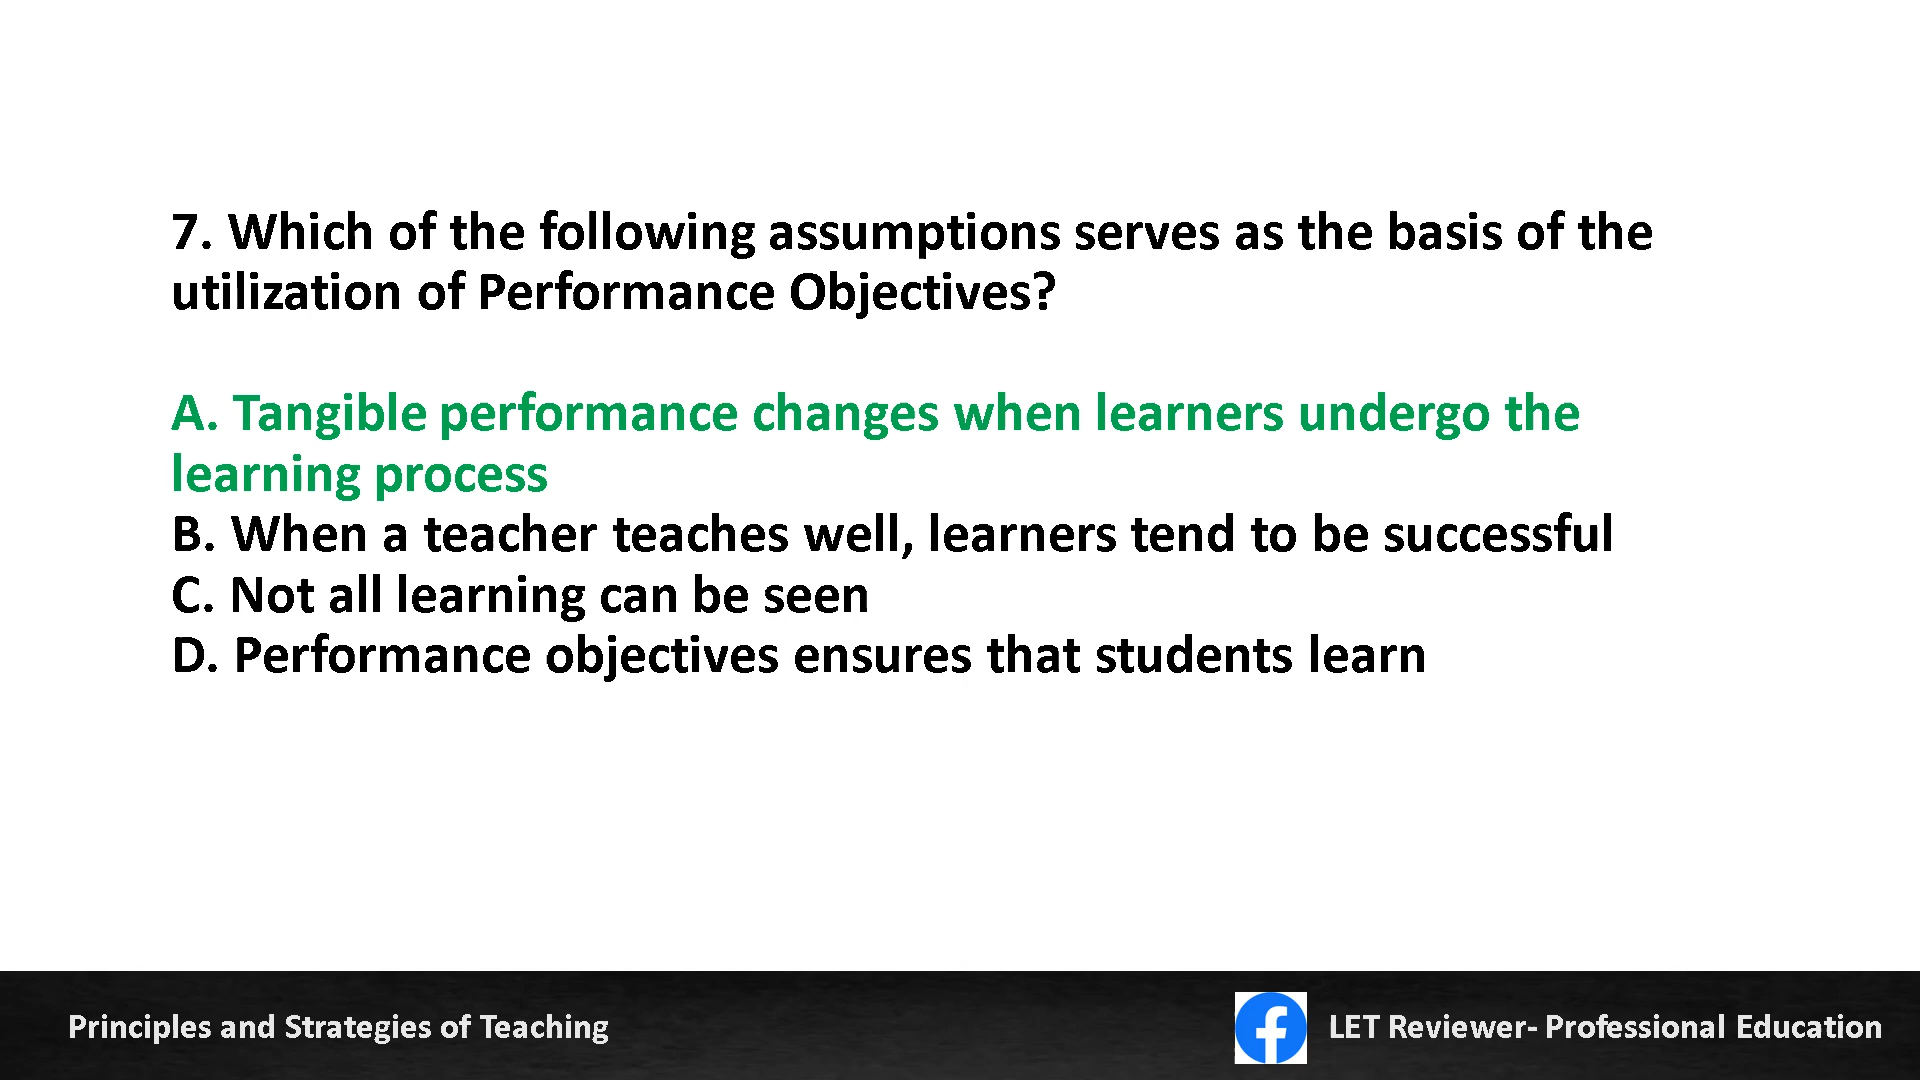 7. Which of the following assumptions serves as the basis of the
utilization of Performance Objectives?
A. Tangible performance changes when learners undergo the
learning process
B. When a teacher teaches well, learners tend to be successful
C. Not all learning can be seen
D. Performance objectives ensures that students learn
Principles and Strategies of Teaching
LET Reviewer- Professional Education